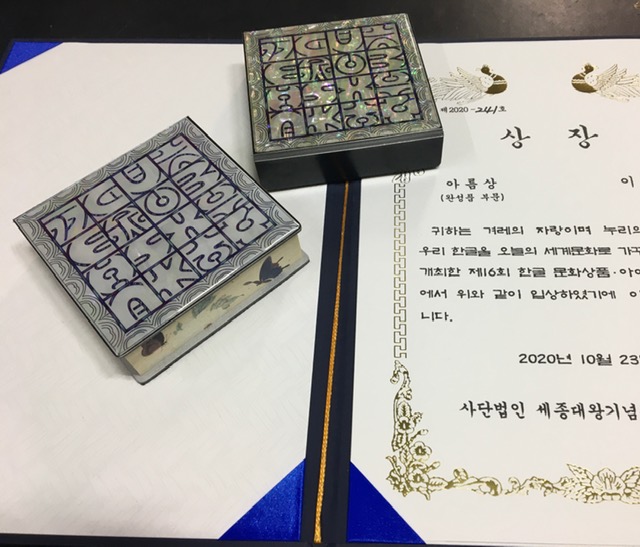 제2020-241호
상 장
아름상
(완성품 부문)
이
귀하는 겨레의 자랑이며 누리의
우리 한글을 오늘의 세계문화로 가꾸
개최한 제16회 한글 문화상품·아이
에서 위와 같이 입상하였기에 이
니다.
2020년 10월 23
사단법인 세종대왕기념